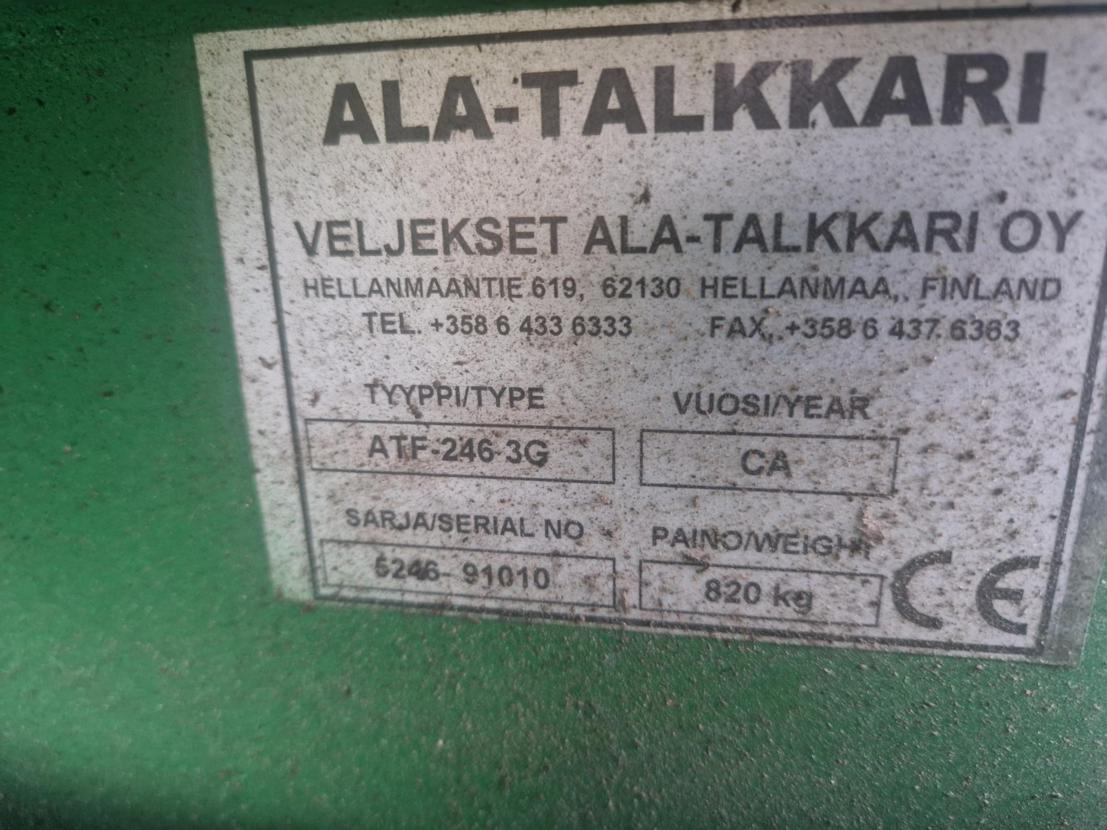 ALA-TALKKARI
VELJEKSET ALA-TALKKARI OY
HELLANMAANTIE 619, 62130 HELLANMAA, FINLAND
TEL. +358 6 433 6333 FAX. +358 6 437 6363
TYYPPI/TYPE VUOSI/YEAR
ATF-246 3G CA
SARJA/SERIAL NO PAINO/WEIGHT
5246- 91010 820 kg
CE